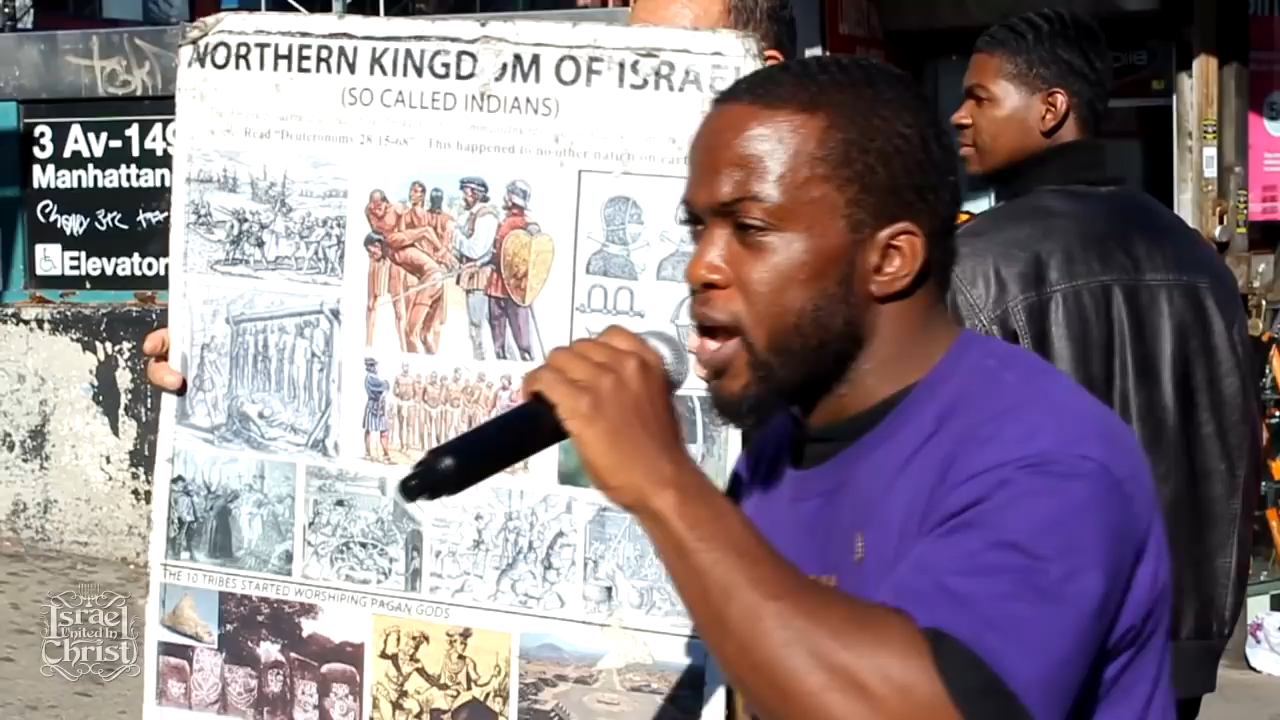 NORTHERN KINGDOM OF ISRAEL
(SO CALLED INDIANS)
Read "Deuteronomy 28:15-68" This happened to no other nation on earth
3 Av-149
Manhattan
Elevator
THE 10 TRIBES STARTED WORSHIPING PAGAN GODS
Israel
United In
Christ